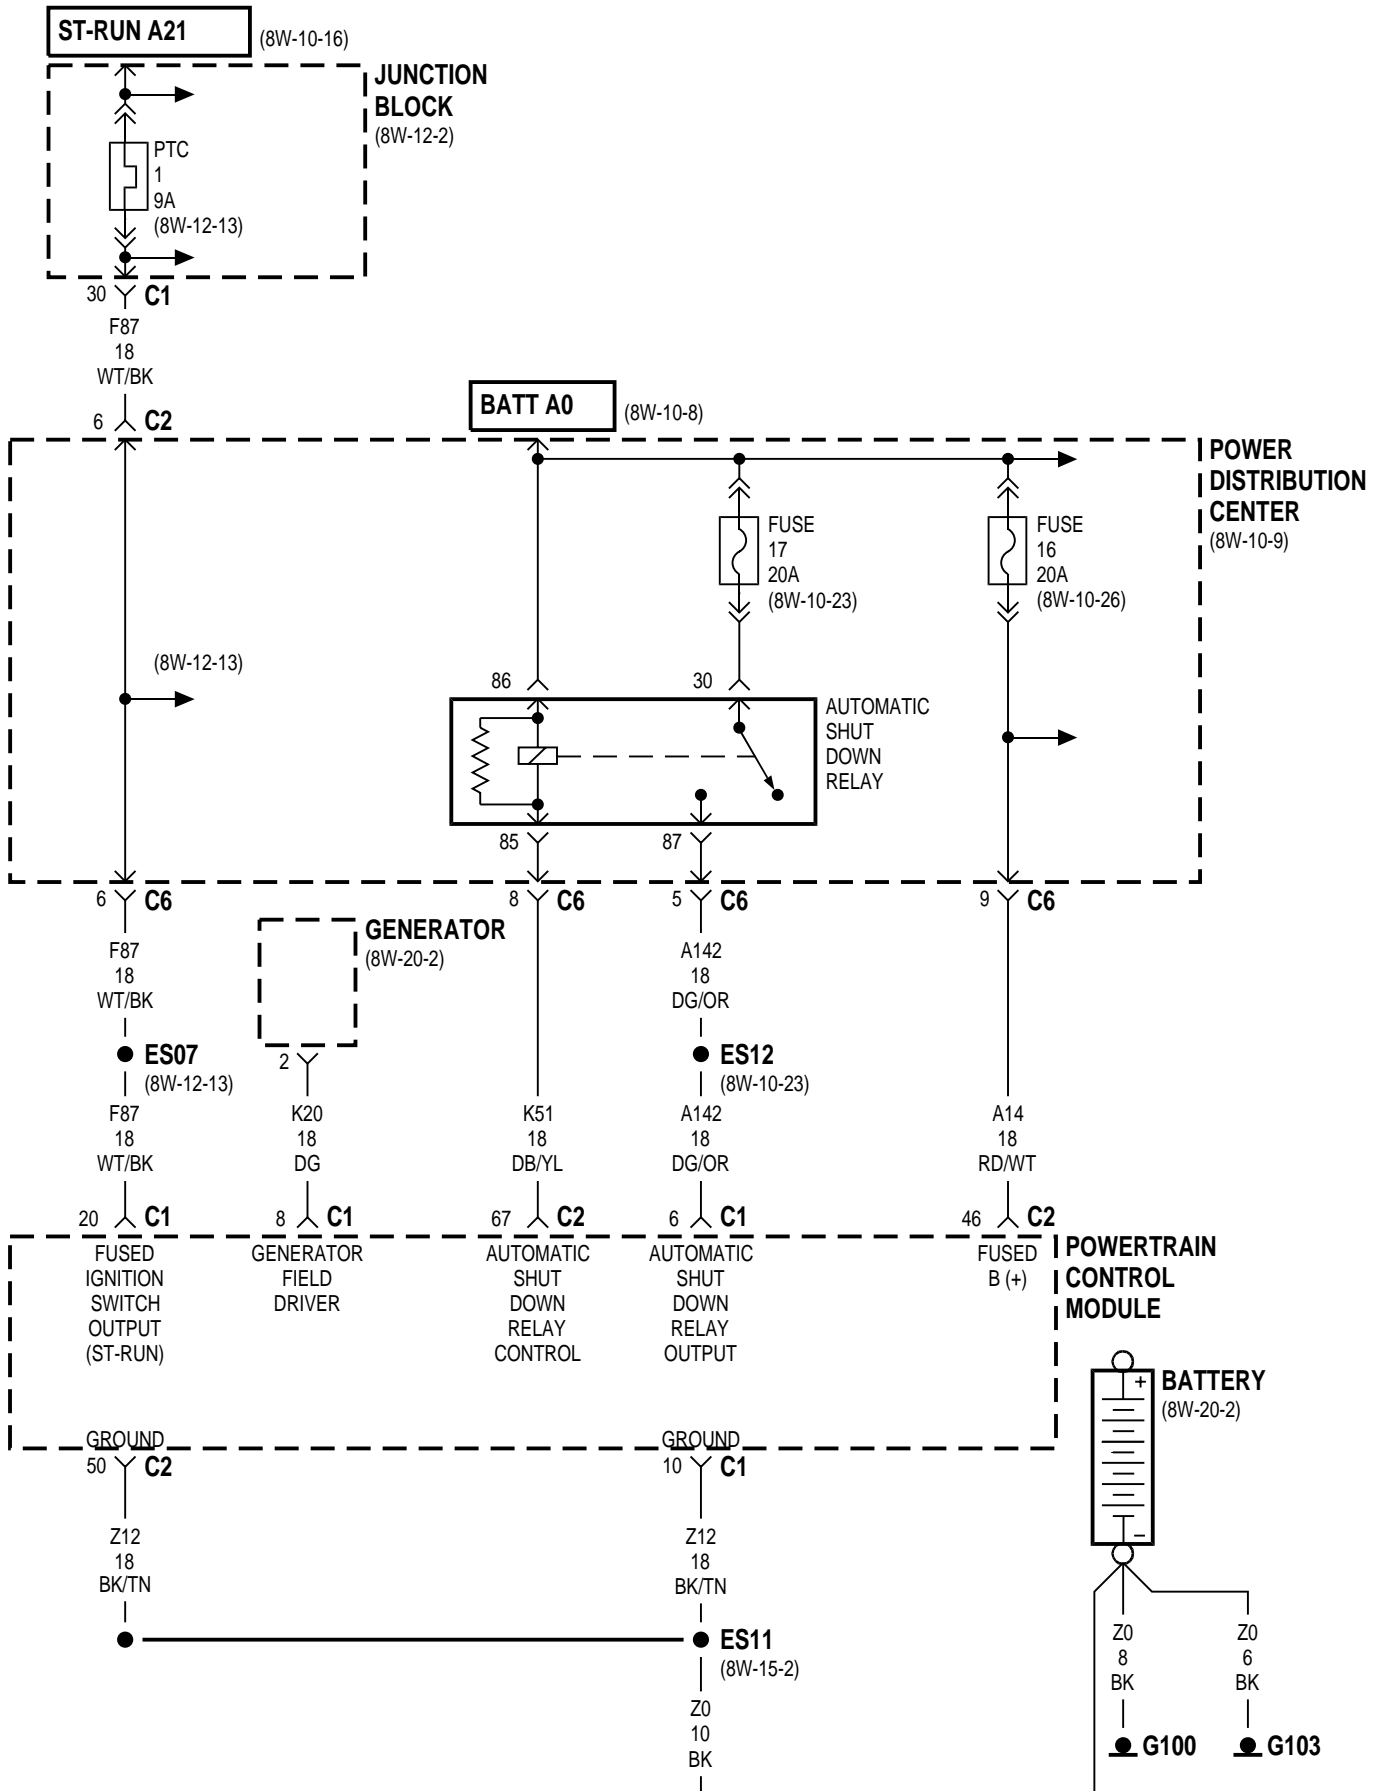 ST-RUN A21
(8W-10-16)
JUNCTION
BLOCK
(8W-12-2)
PTC
1
9A
(8W-12-13)
30
C1
F87
18
WT/BK
6
C2
BATT A0
(8W-10-8)
POWER
DISTRIBUTION
CENTER
(8W-10-9)
FUSE
17
20A
(8W-10-23)
FUSE
16
20A
(8W-10-26)
(8W-12-13)
86
30
AUTOMATIC
SHUT
DOWN
RELAY
85
87
6
C6
8
C6
5
C6
9
C6
GENERATOR
(8W-20-2)
F87
18
WT/BK
A142
18
DG/OR
ES07
(8W-12-13)
2
ES12
(8W-10-23)
F87
18
WT/BK
K20
18
DG
K51
18
DB/YL
A142
18
DG/OR
A14
18
RD/WT
20
C1
8
C1
67
C2
6
C1
46
C2
FUSED
IGNITION
SWITCH
OUTPUT
(ST-RUN)
GENERATOR
FIELD
DRIVER
AUTOMATIC
SHUT
DOWN
RELAY
CONTROL
AUTOMATIC
SHUT
DOWN
RELAY
OUTPUT
FUSED
B (+)
POWERTRAIN
CONTROL
MODULE
+
BATTERY
(8W-20-2)
−
GROUND
50
C2
GROUND
10
C1
Z12
18
BK/TN
Z12
18
BK/TN
ES11
(8W-15-2)
Z0
10
BK
Z0
8
BK
Z0
6
BK
G100
G103